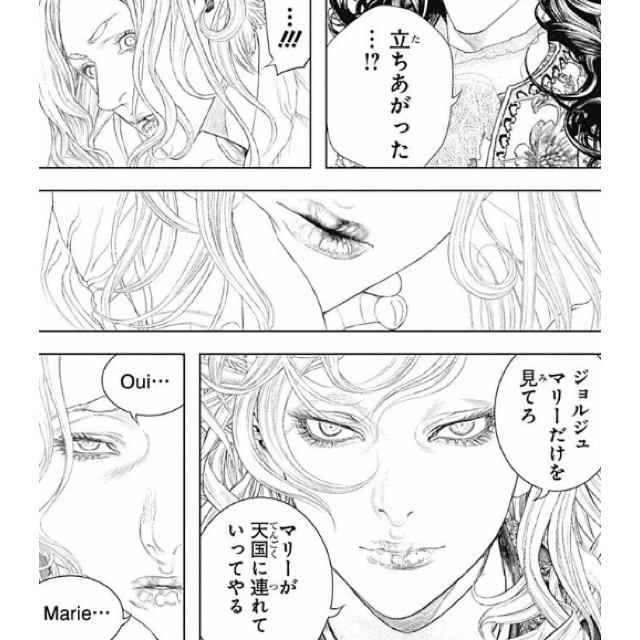 立ちあがった
…!?
…!!!
ジョルジュ
マリーだけを
見てろ
マリーが
天国に連れて
いってやる
Oui…
Marie…